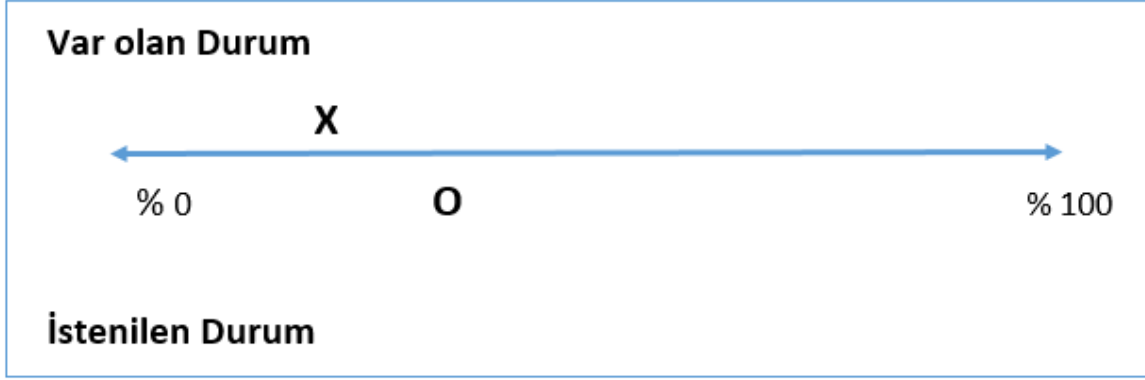 Var olan Durum
X
% 0 O % 100
İstenilen Durum